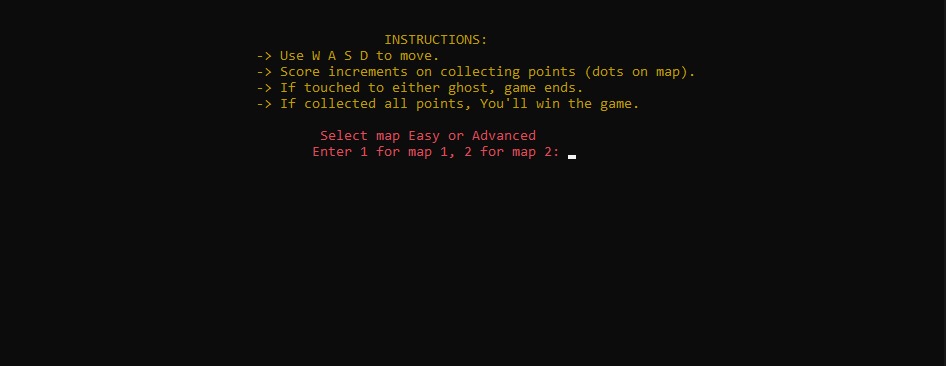 INSTRUCTIONS:
-> Use W A S D to move.
-> Score increments on collecting points (dots on map).
-> If touched to either ghost, game ends.
-> If collected all points, You'll win the game.
Select map Easy or Advanced
Enter 1 for map 1, 2 for map 2: